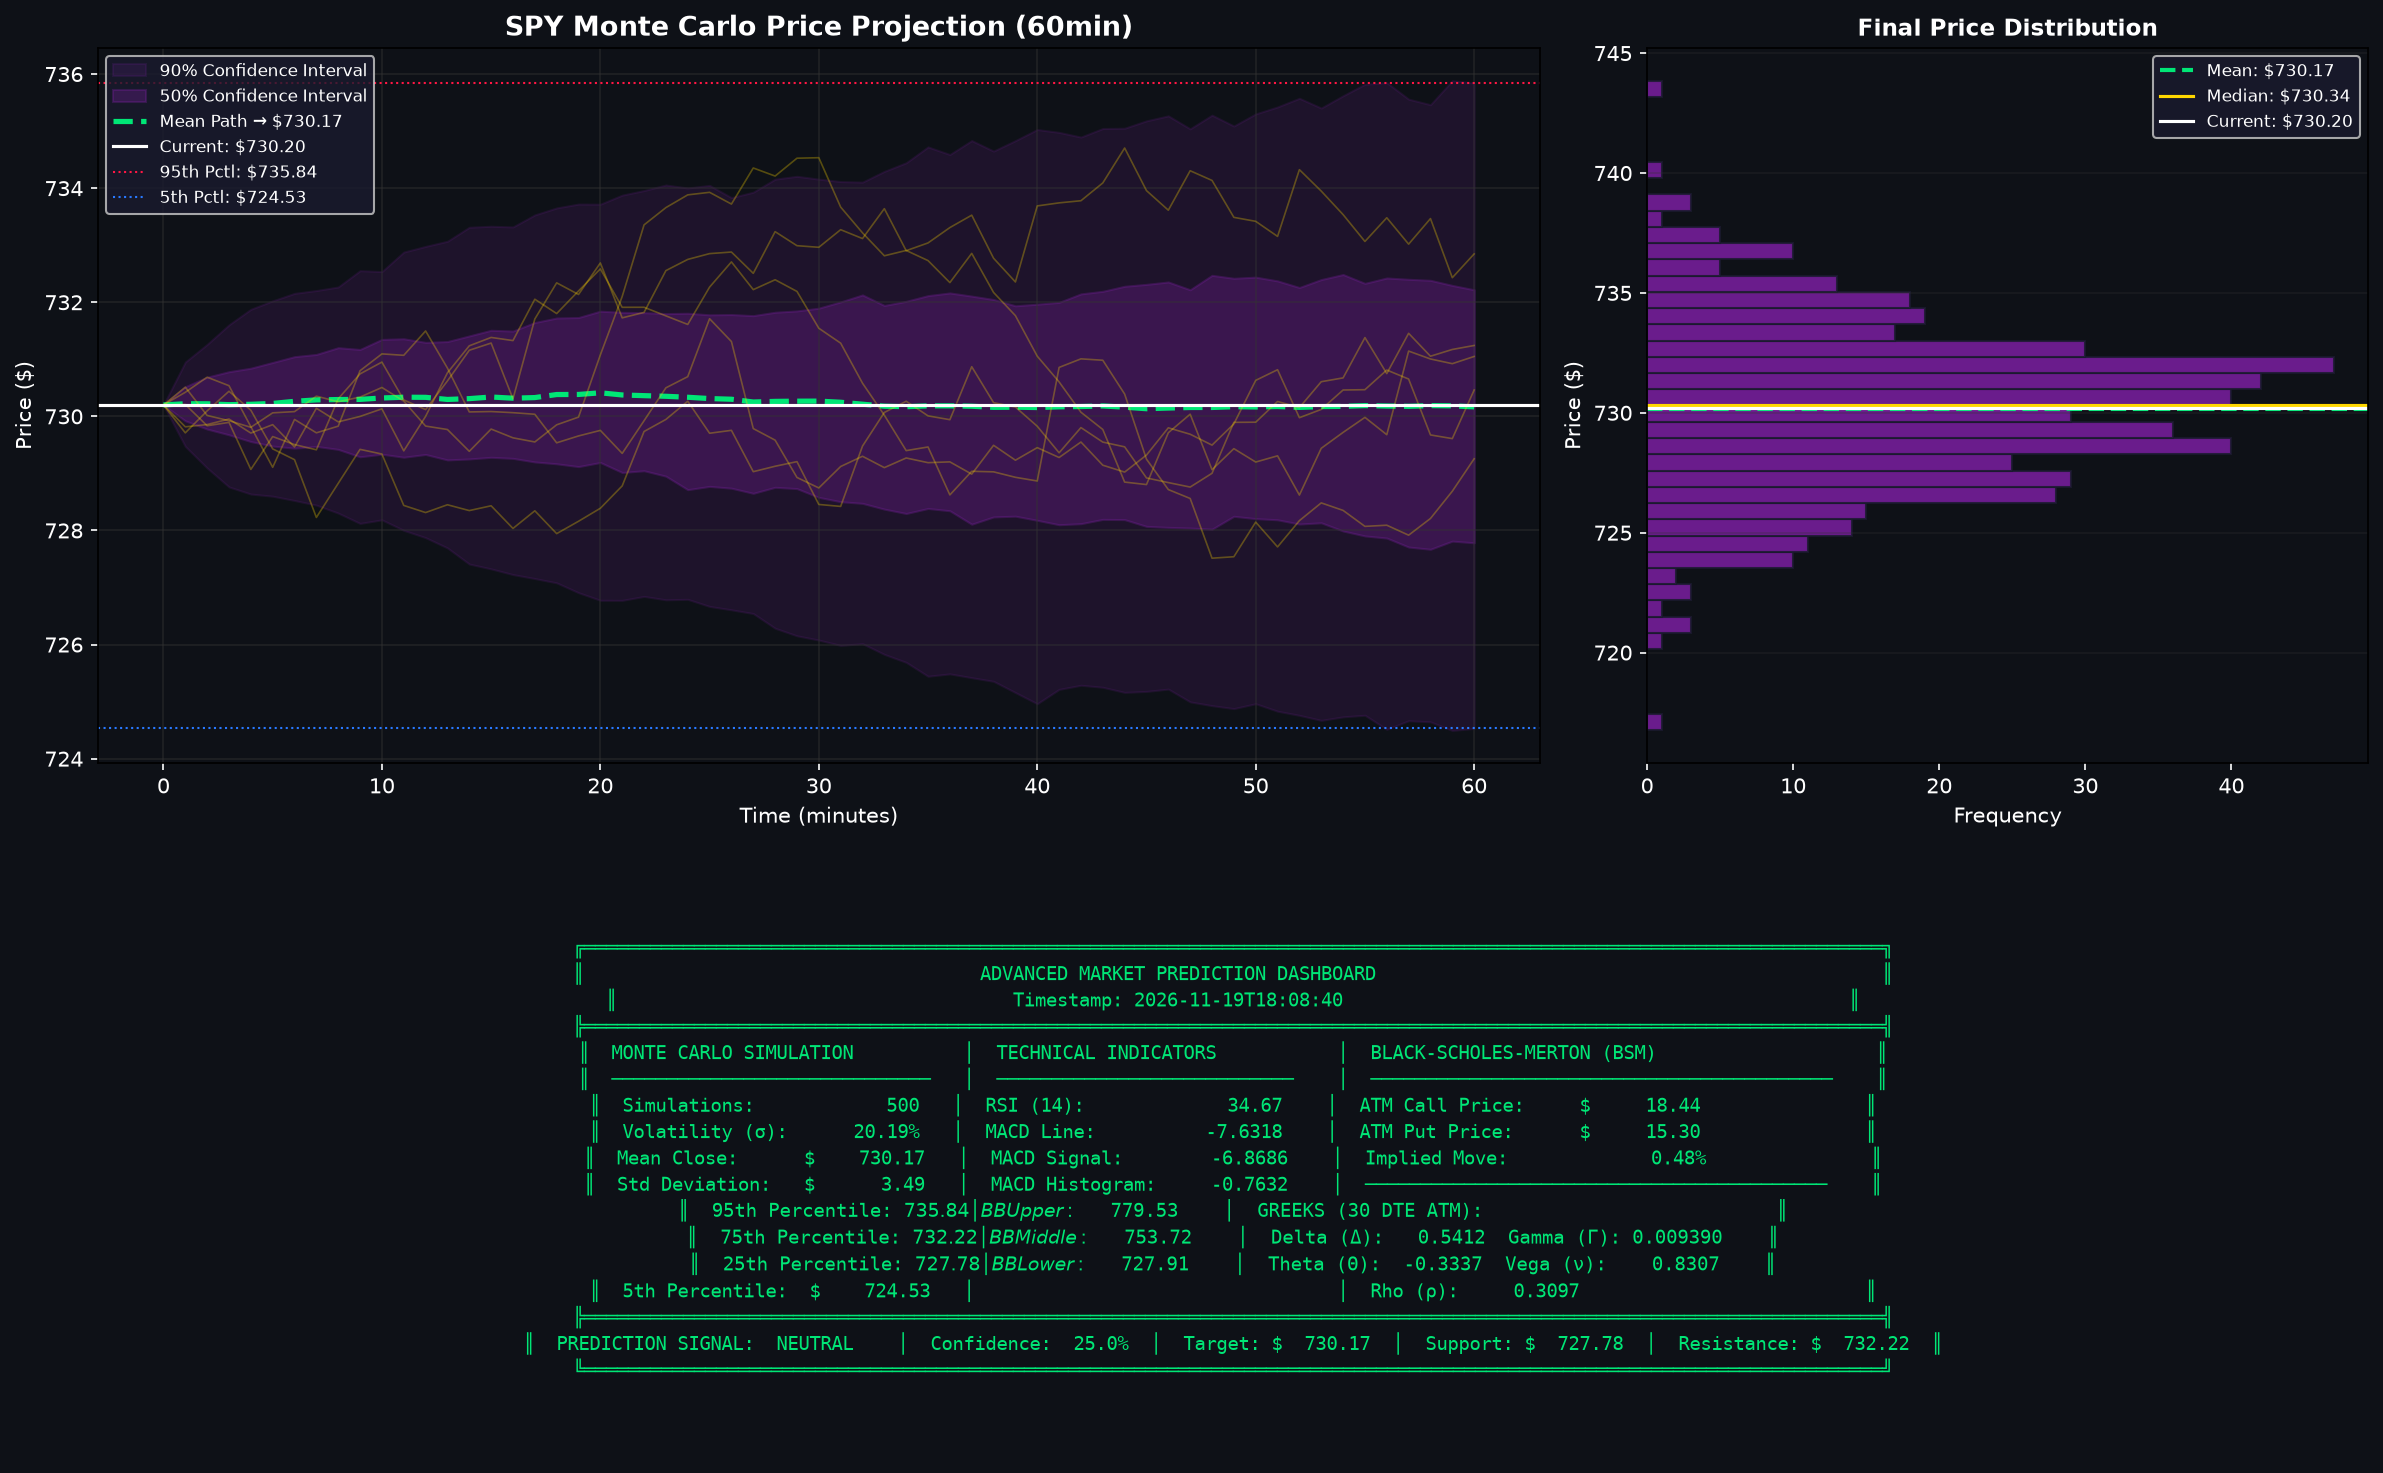 SPY Monte Carlo Price Projection (60min)
90% Confidence Interval
50% Confidence Interval
Mean Path → $730.17
Current: $730.20
95th Pctl: $735.84
5th Pctl: $724.53
Price ($)
736
734
732
730
728
726
724
0 10 20 30 40 50 60
Time (minutes)
Final Price Distribution
Mean: $730.17
Median: $730.34
Current: $730.20
Price ($)
745
740
735
730
725
720
0 10 20 30 40
Frequency
ADVANCED MARKET PREDICTION DASHBOARD
Timestamp: 2026-11-19T18:08:40
MONTE CARLO SIMULATION │ TECHNICAL INDICATORS │ BLACK-SCHOLES-MERTON (BSM)
Simulations: 500 │ RSI (14): 34.67 │ ATM Call Price: $ 18.44
Volatility (σ): 20.19% │ MACD Line: -7.6318 │ ATM Put Price: $ 15.30
Mean Close: $ 730.17 │ MACD Signal: -6.8686 │ Implied Move: 0.48%
Std Deviation: $ 3.49 │ MACD Histogram: -0.7632 │
95th Percentile: 735.84│BBUpper: 779.53 │ GREEKS (30 DTE ATM):
75th Percentile: 732.22│BBMiddle: 753.72 │ Delta (Δ): 0.5412 Gamma (Γ): 0.009390
25th Percentile: 727.78│BBLower: 727.91 │ Theta (Θ): -0.3337 Vega (ν): 0.8307
5th Percentile: $ 724.53 │ │ Rho (ρ): 0.3097
PREDICTION SIGNAL: NEUTRAL │ Confidence: 25.0% │ Target: $ 730.17 │ Support: $ 727.78 │ Resistance: $ 732.22